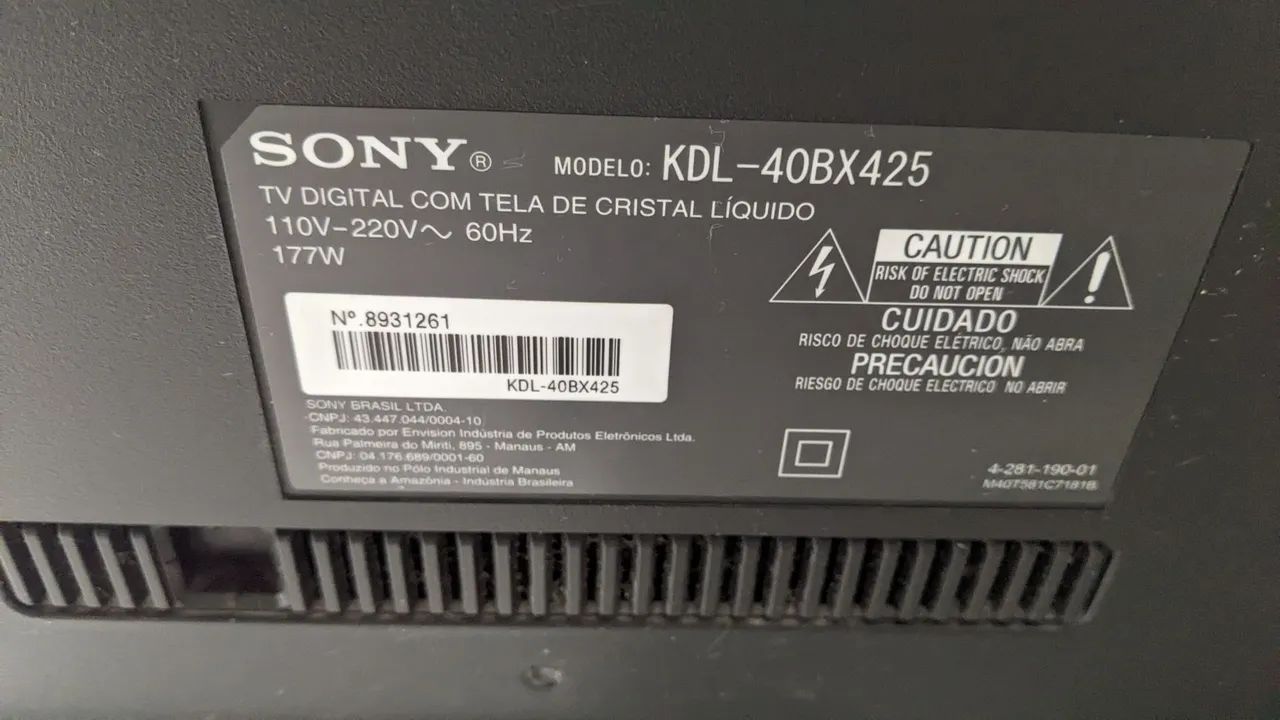 SONY® MODELO: KDL-40BX425
TV DIGITAL COM TELA DE CRISTAL LÍQUIDO
110V-220V～ 60Hz
177W
Nº.8931261
KDL-40BX425
SONY BRASIL LTDA.
CNPJ: 43.447.044/0004-10
Fabricado por Envision Indústria de Produtos Eletrônicos Ltda.
Rua Palmeira do Miriti, 895 - Manaus - AM
CNPJ: 04.176.689/0001-60
Produzido no Pólo Industrial de Manaus
Conheça a Amazônia - Indústria Brasileira
CAUTION
RISK OF ELECTRIC SHOCK
DO NOT OPEN
CUIDADO
RISCO DE CHOQUE ELÉTRICO, NÃO ABRA
PRECAUCIÓN
RIESGO DE CHOQUE ELECTRICO NO ABRIR
4-281-190-01
M40T581C7181B